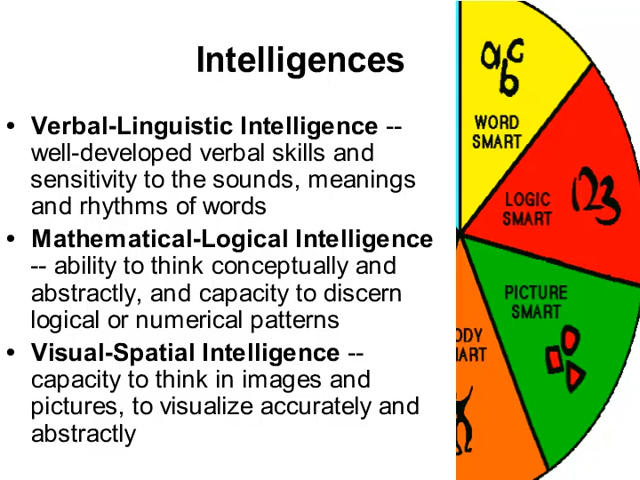 Intelligences
• Verbal-Linguistic Intelligence --
well-developed verbal skills and
sensitivity to the sounds, meanings
and rhythms of words
• Mathematical-Logical Intelligence
-- ability to think conceptually and
abstractly, and capacity to discern
logical or numerical patterns
• Visual-Spatial Intelligence --
capacity to think in images and
pictures, to visualize accurately and
abstractly
abc
WORD
SMART
LOGIC
SMART
123
PICTURE
SMART
ODY
ART